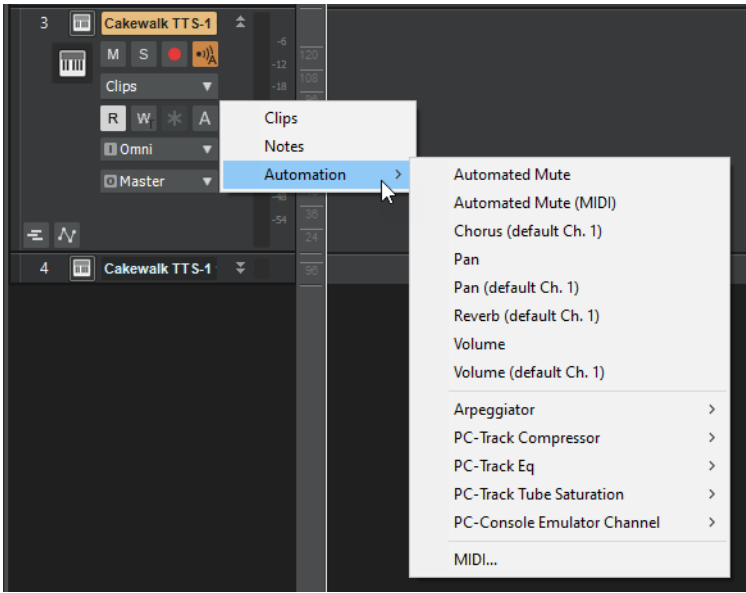 3 Cakewalk TTS-1
M S A
Clips
R W A
I Omni
O Master
-6
-12
-18
-48
-54
120
108
96
36
24
Clips
Notes
Automation
Automated Mute
Automated Mute (MIDI)
Chorus (default Ch. 1)
Pan
Pan (default Ch. 1)
Reverb (default Ch. 1)
Volume
Volume (default Ch. 1)
Arpeggiator
PC-Track Compressor
PC-Track Eq
PC-Track Tube Saturation
PC-Console Emulator Channel
MIDI...
4 Cakewalk TTS-1
96